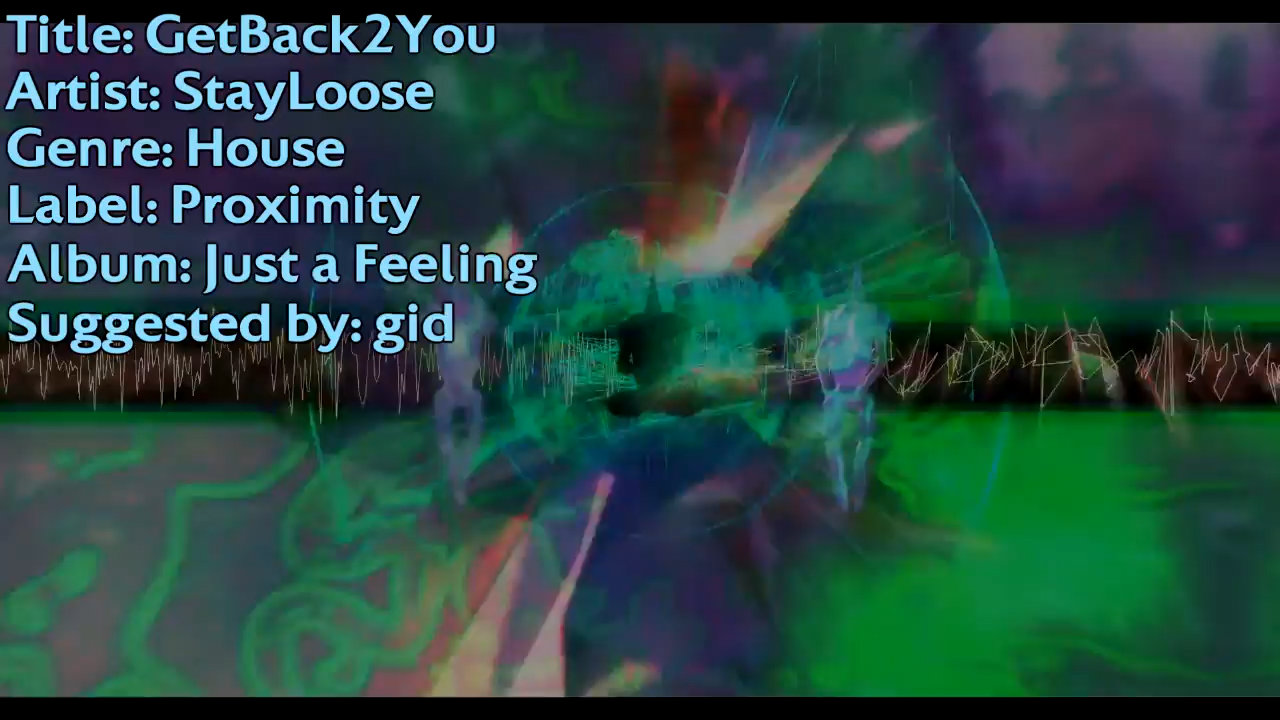 Title: GetBack2You
Artist: StayLoose
Genre: House
Label: Proximity
Album: Just a Feeling
Suggested by: gid